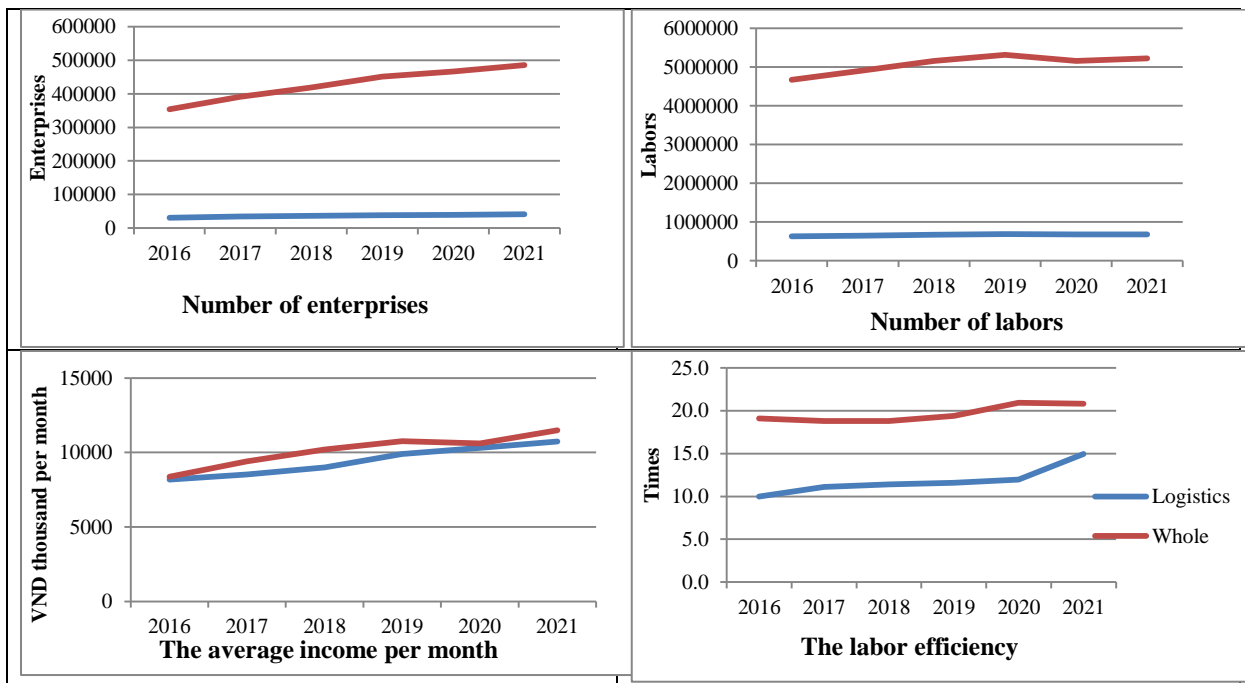 600000
500000
400000
300000
200000
100000
0
Enterprises
2016 2017 2018 2019 2020 2021
Number of enterprises
6000000
5000000
4000000
3000000
2000000
1000000
0
Labors
2016 2017 2018 2019 2020 2021
Number of labors
15000
10000
5000
0
VND thousand per month
2016 2017 2018 2019 2020 2021
The average income per month
25.0
20.0
15.0
10.0
5.0
0.0
Times
2016 2017 2018 2019 2020 2021
Logistics
Whole
The labor efficiency